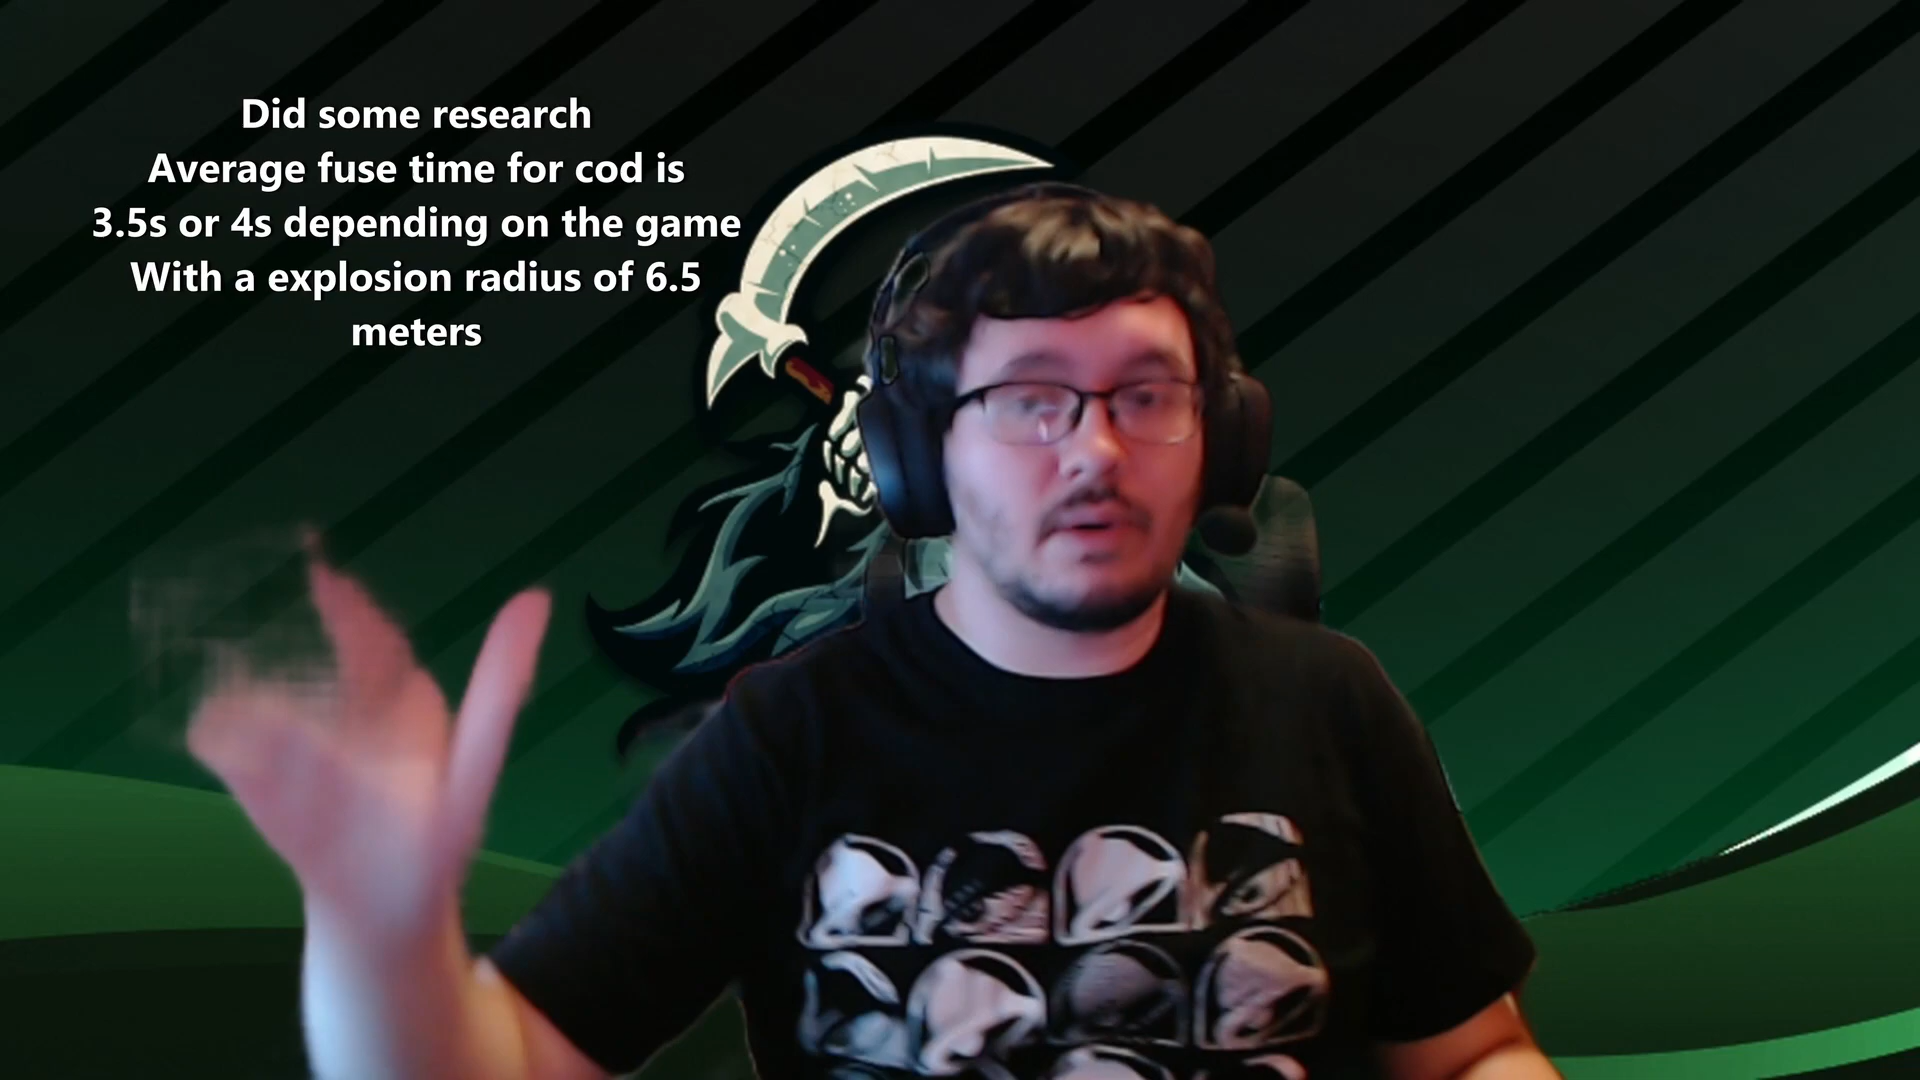 Did some research
Average fuse time for cod is
3.5s or 4s depending on the game
With a explosion radius of 6.5
meters